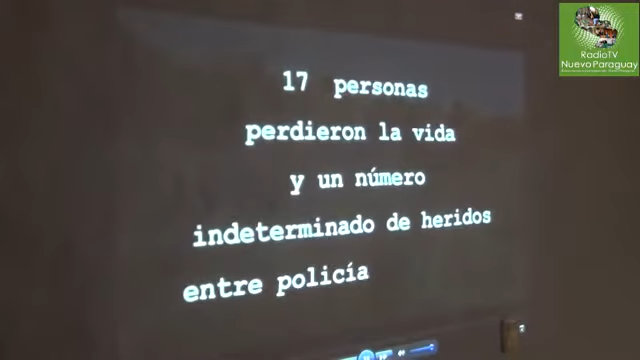 17 personas
perdieron la vida
y un número
indeterminado de heridos
entre policía
RadioTV
Nuevo Paraguay